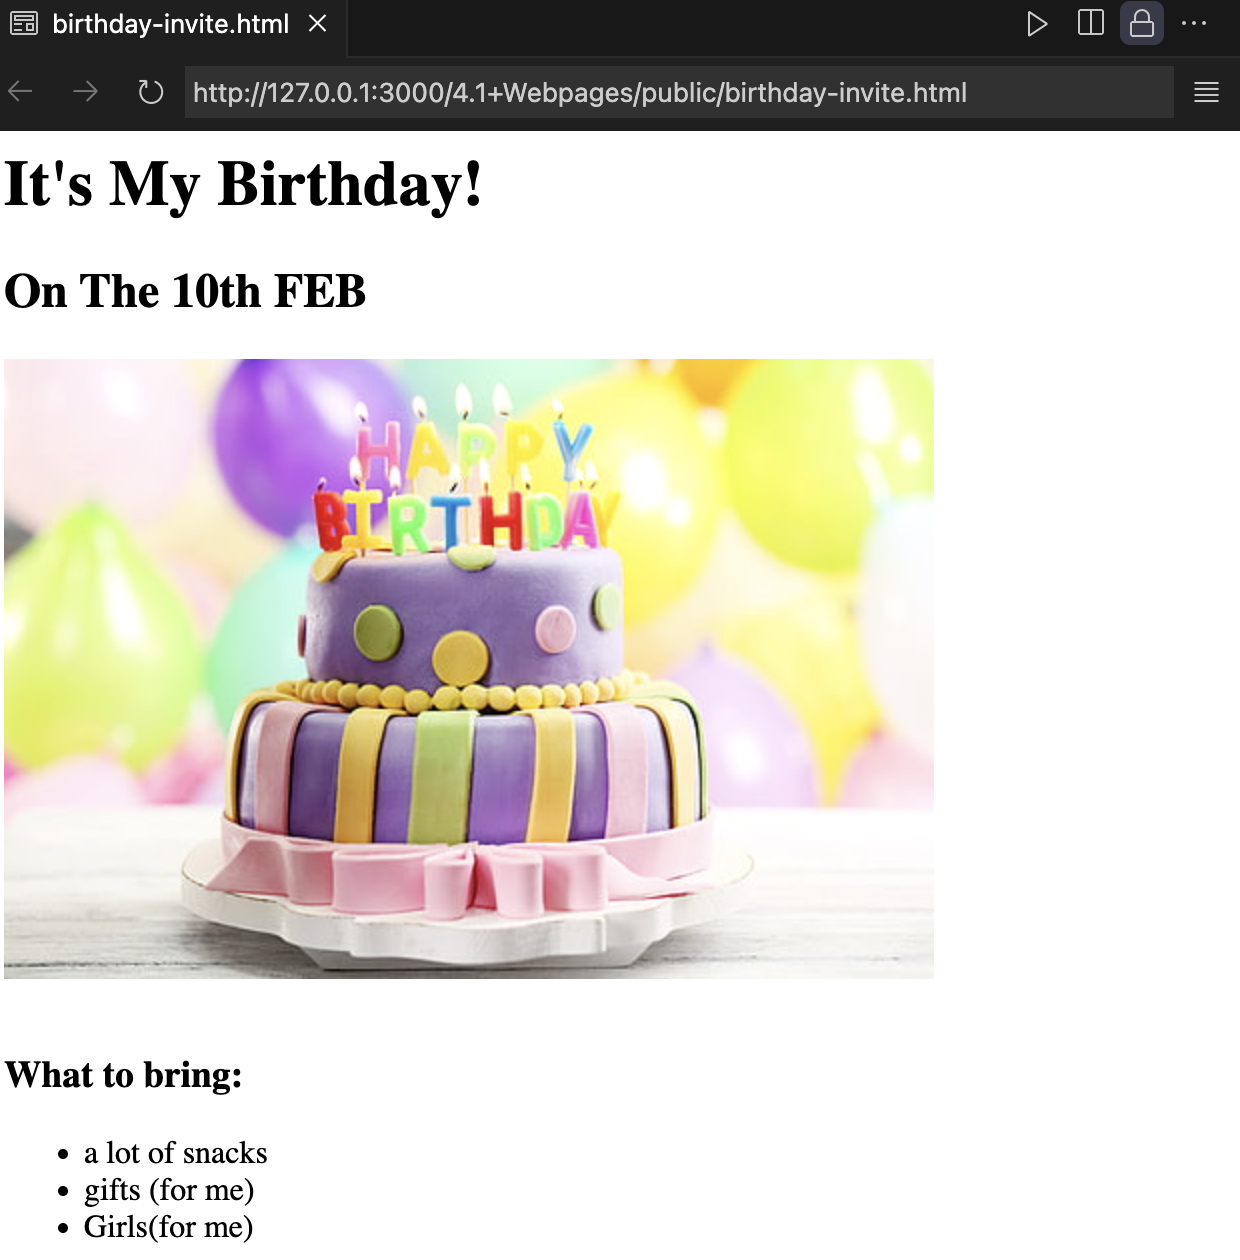 birthday-invite.html
http://127.0.0.1:3000/4.1+Webpages/public/birthday-invite.html
It's My Birthday!
On The 10th FEB
HAPPY
BIRTHDAY
What to bring:
a lot of snacks
gifts (for me)
Girls(for me)